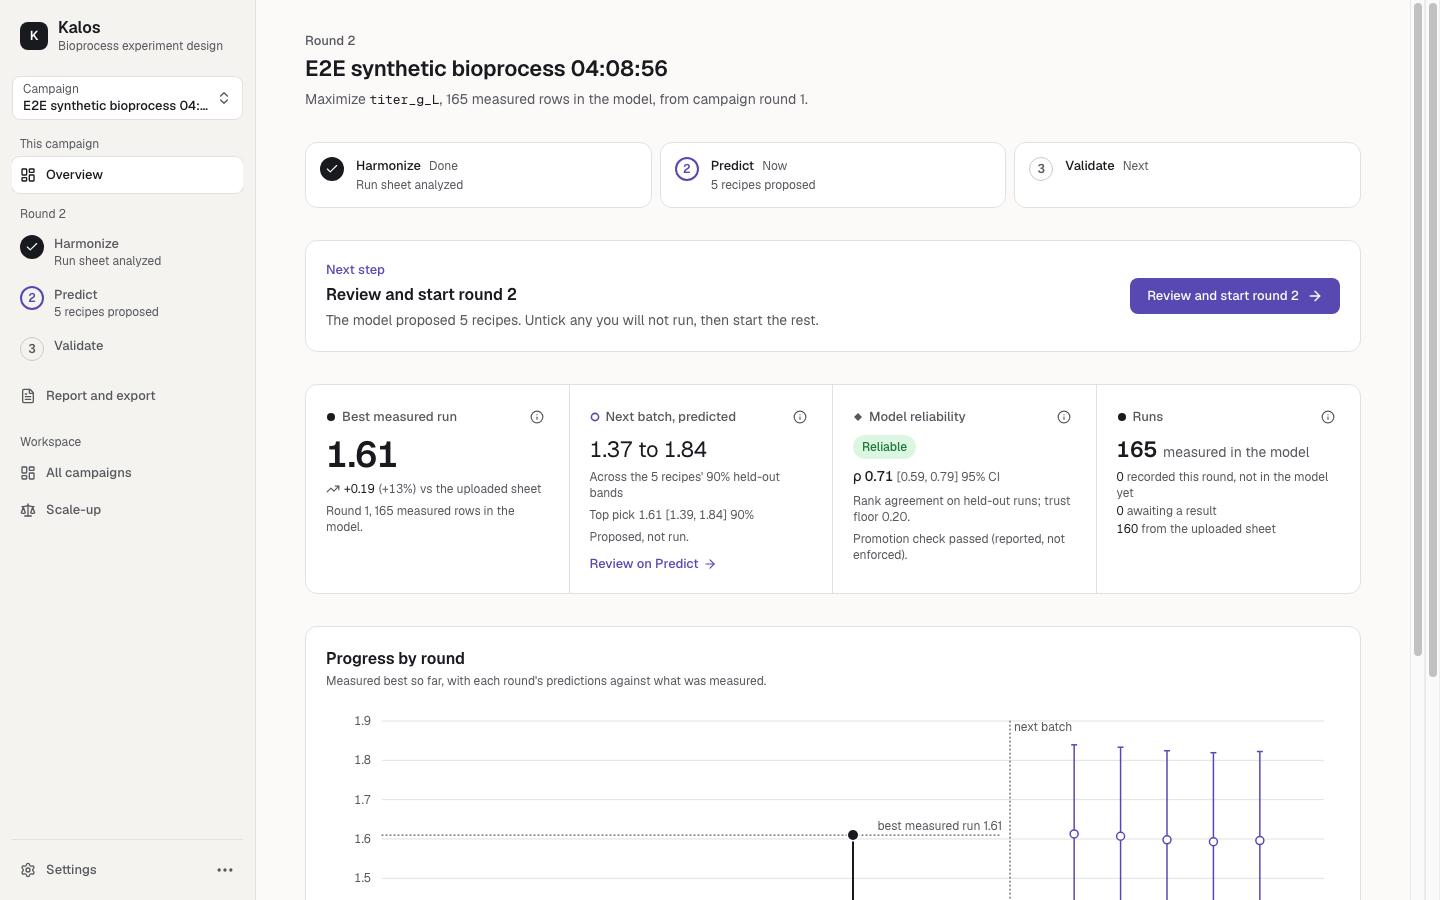 K
Kalos
Bioprocess experiment design
Campaign
E2E synthetic bioprocess 04:...
This campaign
Overview
Round 2
Harmonize
Run sheet analyzed
2
Predict
5 recipes proposed
3
Validate
Report and export
Workspace
All campaigns
Scale-up
Settings
Round 2
E2E synthetic bioprocess 04:08:56
Maximize titer_g_L, 165 measured rows in the model, from campaign round 1.
Harmonize Done
Run sheet analyzed
2
Predict Now
5 recipes proposed
3
Validate Next
Next step
Review and start round 2
The model proposed 5 recipes. Untick any you will not run, then start the rest.
Review and start round 2
Best measured run
1.61
+0.19 (+13%) vs the uploaded sheet
Round 1, 165 measured rows in the
model.
Next batch, predicted
1.37 to 1.84
Across the 5 recipes' 90% held-out
bands
Top pick 1.61 [1.39, 1.84] 90%
Proposed, not run.
Review on Predict
Model reliability
Reliable
ρ 0.71 [0.59, 0.79] 95% CI
Rank agreement on held-out runs; trust
floor 0.20.
Promotion check passed (reported, not
enforced).
Runs
165 measured in the model
0 recorded this round, not in the model
yet
0 awaiting a result
160 from the uploaded sheet
Progress by round
Measured best so far, with each round's predictions against what was measured.
1.9
next batch
1.8
1.7
best measured run 1.61
1.6
1.5